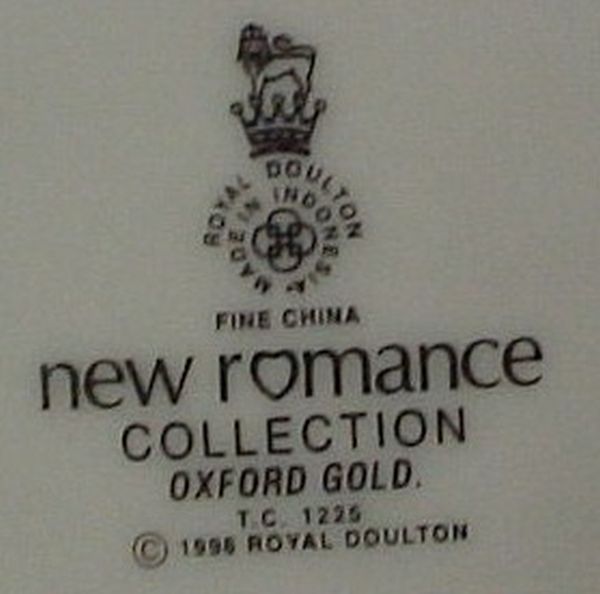 ROYAL DOULTON
MADE IN INDONESIA
FINE CHINA
new romance
COLLECTION
OXFORD GOLD.
T.C. 1225
© 1996 ROYAL DOULTON